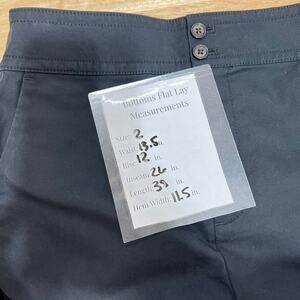 Bottoms Flat Lay
Measurements
Size: 2
Waist: 13.5 in.
Rise: 12 in.
Inseam: 26 in.
Length: 39 in.
Hem Width: 11.5 in.